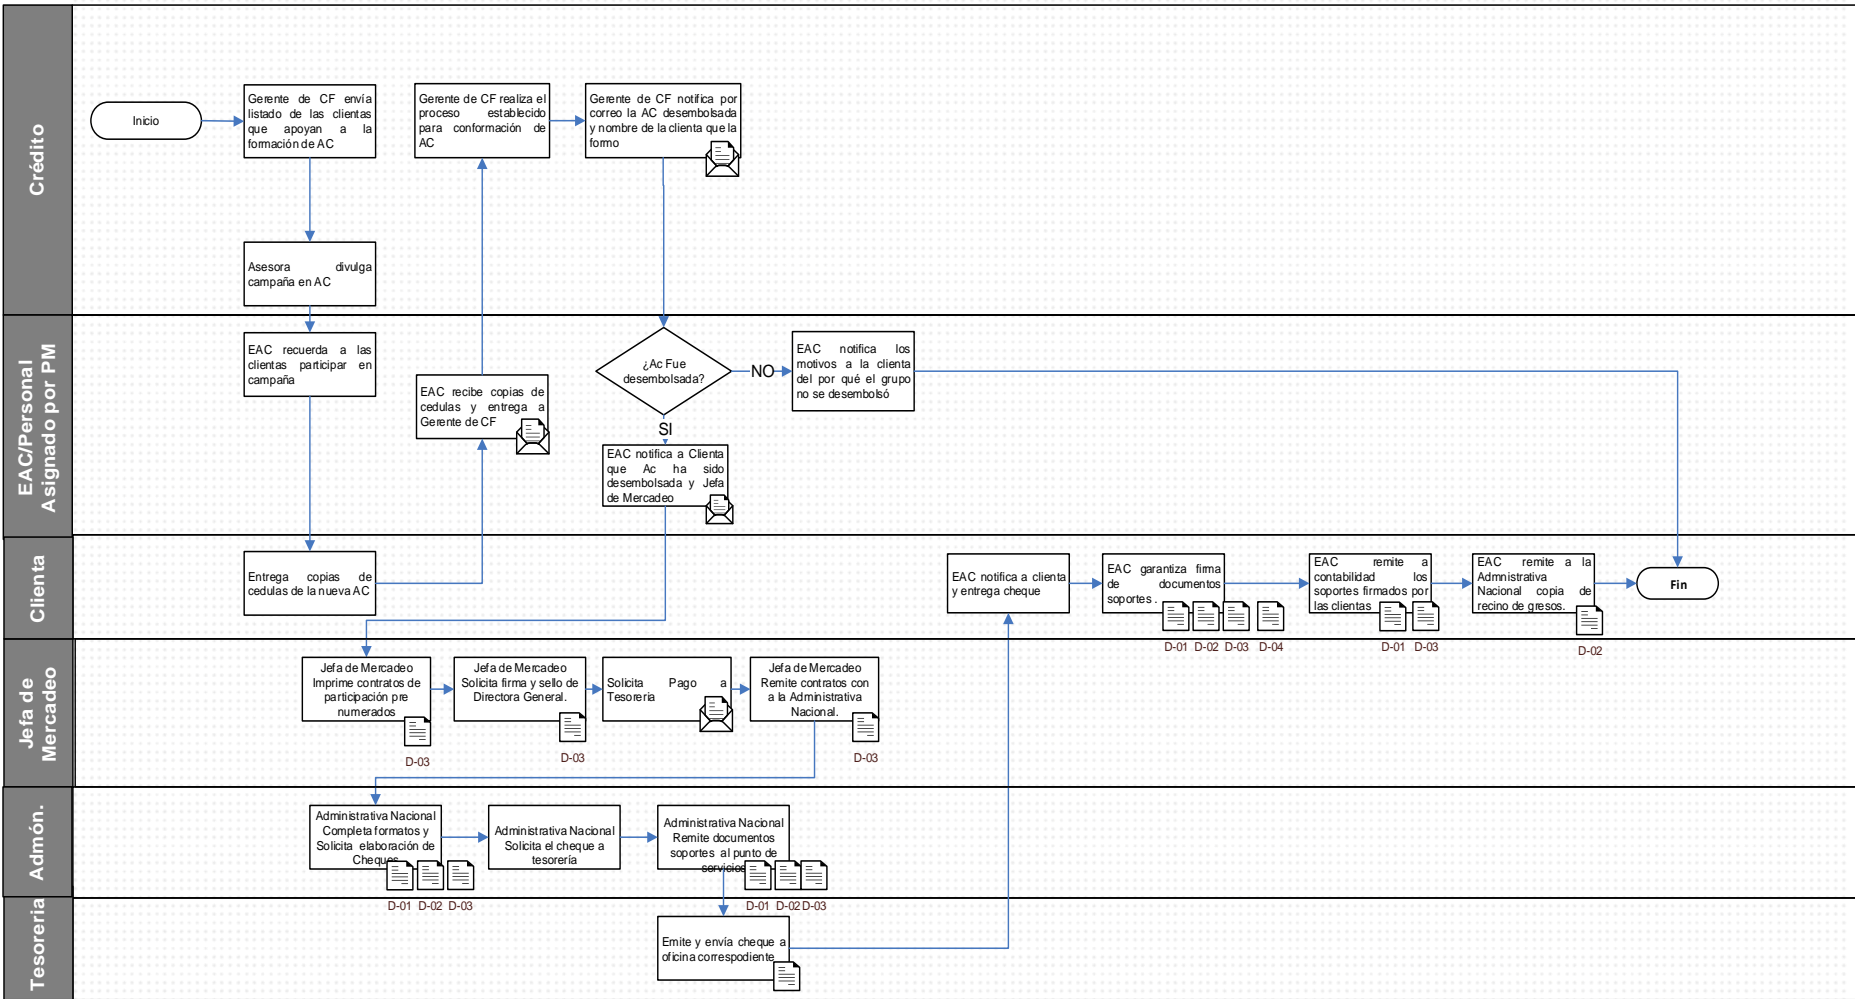 Crédito
Inicio
Gerente de CF envía
listado de las clientas
que apoyan a la
formación de AC
Gerente de CF realiza el
proceso establecido
para conformación de
AC
Gerente de CF notifica por
correo la AC desembolsada
y nombre de la clienta que la
formo
Asesora divulga
campaña en AC
EAC/Personal
Asignado por PM
EAC recuerda a las
clientas participar en
campaña
EAC recibe copias de
cedulas y entrega a
Gerente de CF
¿Ac Fue
desembolsada?
NO
EAC notifica los
motivos a la clienta
del por qué el grupo
no se desembolsó
SI
EAC notifica a Clienta
que Ac ha sido
desembolsada y Jefa
de Mercadeo
Clienta
Entrega copias de
cedulas de la nueva AC
EAC notifica a clienta
y entrega cheque
EAC garantiza firma
de documentos
soportes .
D-01 D-02 D-03 D-04
EAC remite a
contabilidad los
soportes firmados por
las clientas
D-01 D-03
EAC remite a la
Admnistrativa
Nacional copia de
recino de gresos.
D-02
Fin
Jefa de
Mercadeo
Jefa de Mercadeo
Imprime contratos de
participación pre
numerados
D-03
Jefa de Mercadeo
Solicita firma y sello de
Directora General.
D-03
Solicita Pago a
Tesoreria
Jefa de Mercadeo
Remite contratos con
a la Administrativa
Nacional.
D-03
Admón.
Administrativa Nacional
Completa formatos y
Solicita elaboración de
Cheques
D-01 D-02 D-03
Administrativa Nacional
Solicita el cheque a
tesorería
Administrativa Nacional
Remite documentos
soportes al punto de
servicios
D-01 D-02 D-03
Tesoreria
Emite y envía cheque a
oficina correspodiente